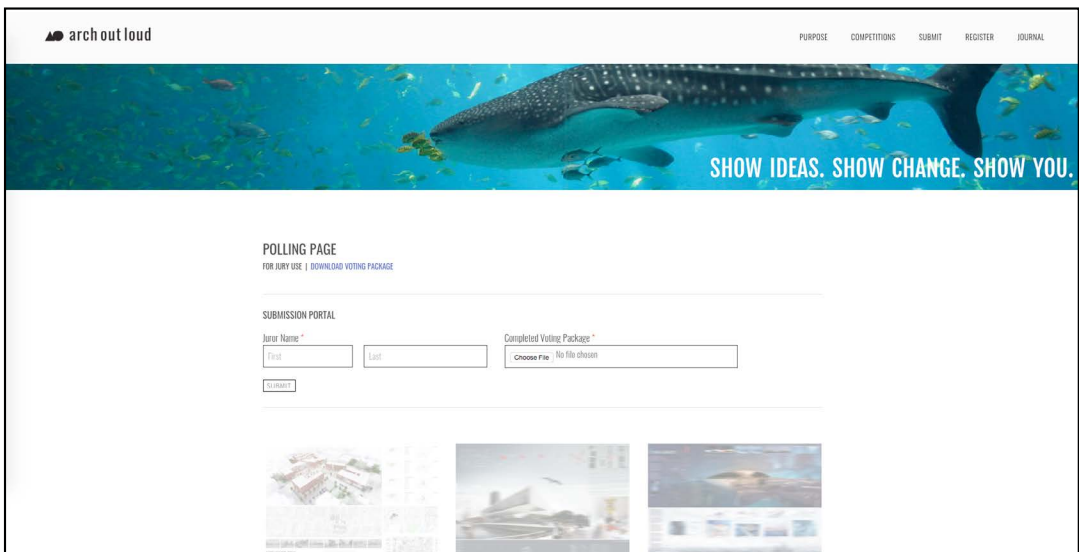 arch out loud
PURPOSE COMPETITIONS SUBMIT REGISTER JOURNAL
SHOW IDEAS. SHOW CHANGE. SHOW YOU.
POLLING PAGE
FOR JURY USE | DOWNLOAD VOTING PACKAGE
SUBMISSION PORTAL
Juror Name * Completed Voting Package *
First Last Choose File No file chosen
SUBMIT